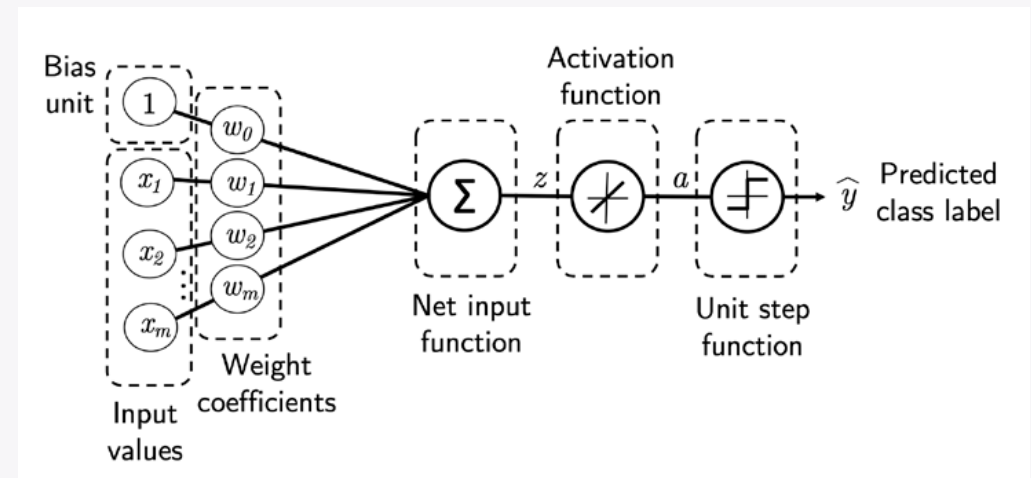 Bias
unit
1
x₁
x₂
⋮
xₘ
Input
values
w₀
w₁
w₂
wₘ
Weight
coefficients
Σ
Net input
function
z
Activation
function
a
Unit step
function
ŷ
Predicted
class label